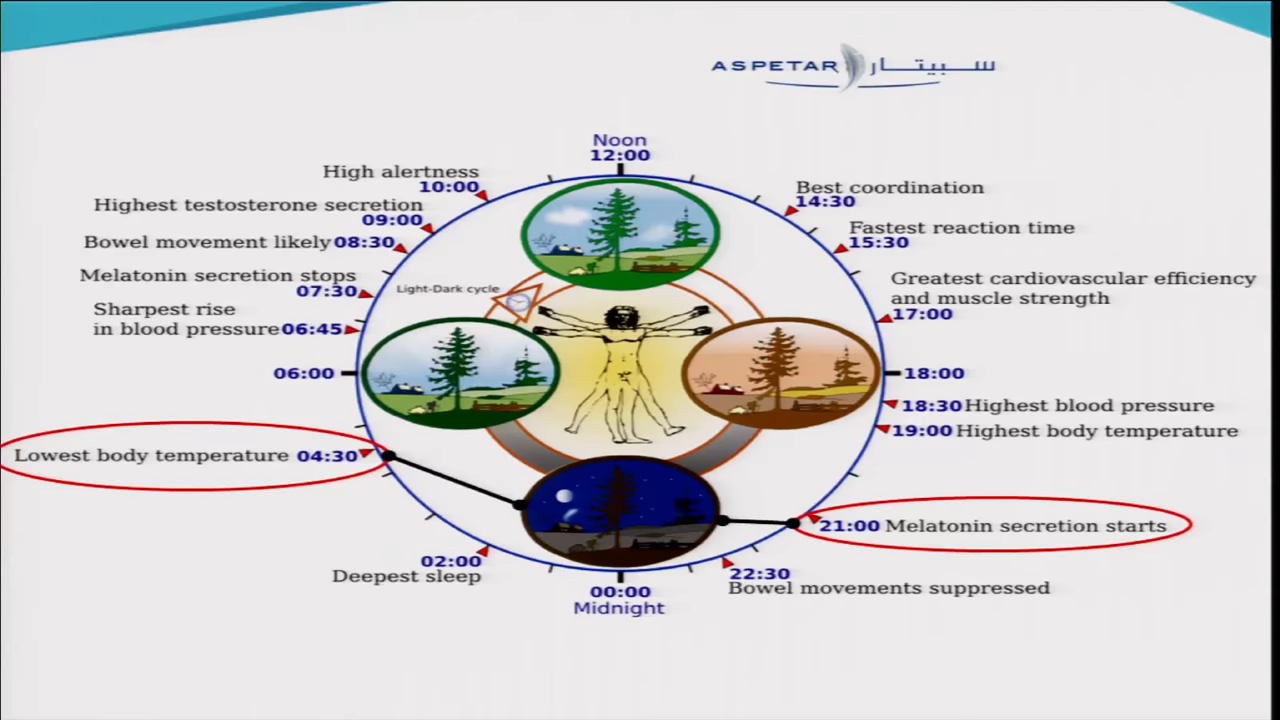 ASPETAR سبيتار
Noon
12:00
High alertness
10:00
Highest testosterone secretion
09:00
Bowel movement likely 08:30
Melatonin secretion stops
07:30
Sharpest rise
in blood pressure 06:45
06:00
Lowest body temperature 04:30
02:00
Deepest sleep
00:00
Midnight
Light-Dark cycle
Best coordination
14:30
Fastest reaction time
15:30
Greatest cardiovascular efficiency
and muscle strength
17:00
18:00
18:30 Highest blood pressure
19:00 Highest body temperature
21:00 Melatonin secretion starts
22:30
Bowel movements suppressed